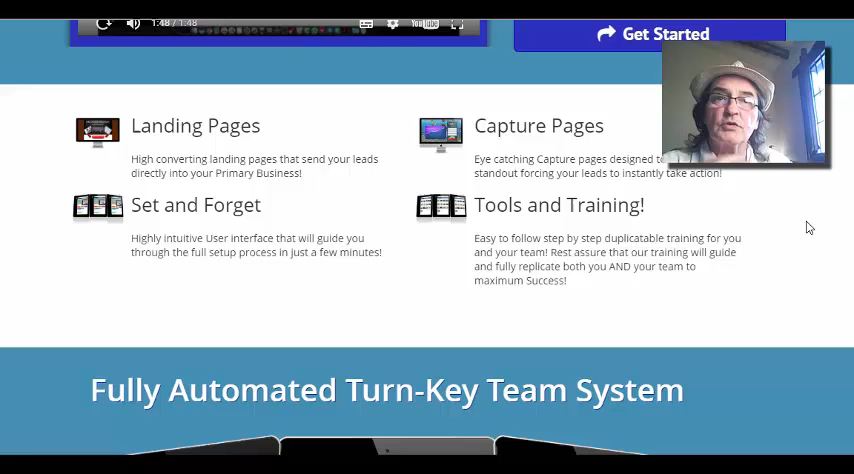 1:48 / 1:48
YouTube
Get Started
Landing Pages
High converting landing pages that send your leads
directly into your Primary Business!
Capture Pages
Eye catching Capture pages designed
standout forcing your leads to instantly take action!
Set and Forget
Highly intuitive User interface that will guide you
through the full setup process in just a few minutes!
Tools and Training!
Easy to follow step by step duplicatable training for you
and your team! Rest assure that our training will guide
and fully replicate both you AND your team to
maximum Success!
Fully Automated Turn-Key Team System